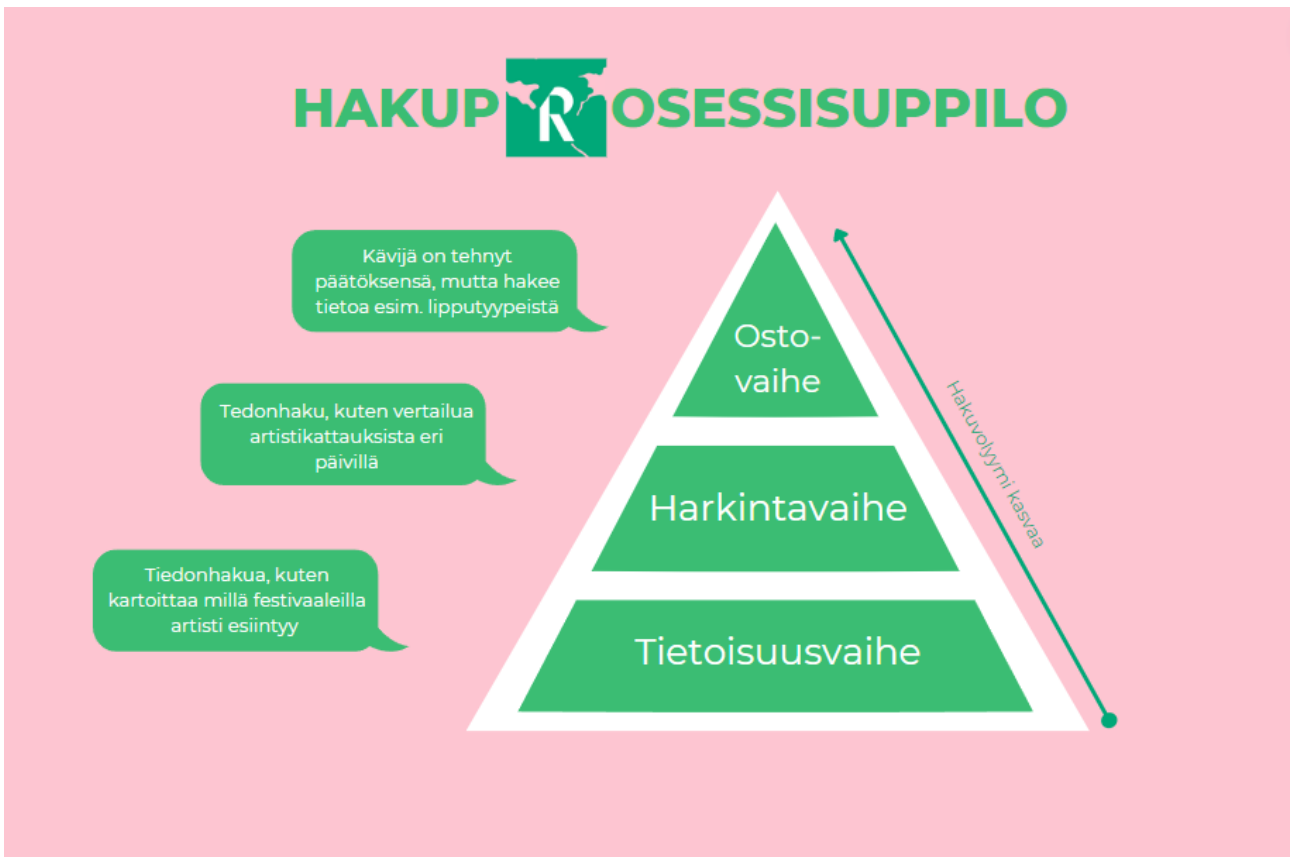 HAKUPROSESSISUPPILO
Kävijä on tehnyt
päätöksensä, mutta hakee
tietoa esim. lipputyypeistä
Osto-
vaihe
Tedonhaku, kuten vertailua
artistikattauksista eri
päivillä
Harkintavaihe
Hakuvolyymi kasvaa
Tiedonhakua, kuten
kartoittaa millä festivaaleilla
artisti esiintyy
Tietoisuusvaihe